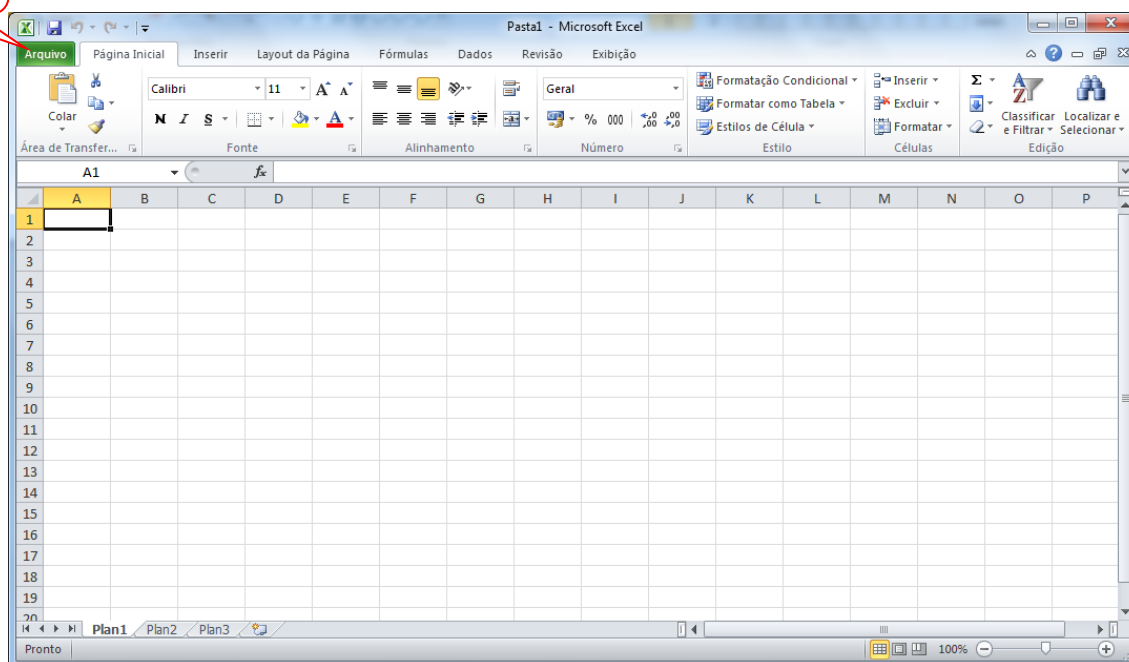 Pasta1 - Microsoft Excel
Arquivo Página Inicial Inserir Layout da Página Fórmulas Dados Revisão Exibição
Colar
Calibri 11
N I S A
Geral
% 000
Formatação Condicional
Formatar como Tabela
Estilos de Célula
Inserir
Excluir
Formatar
Σ
Classificar e Filtrar
Localizar e Selecionar
Área de Transfer... Fonte Alinhamento Número Estilo Células Edição
A1 fx
A B C D E F G H I J K L M N O P
1
2
3
4
5
6
7
8
9
10
11
12
13
14
15
16
17
18
19
20
Plan1 Plan2 Plan3
Pronto 100%